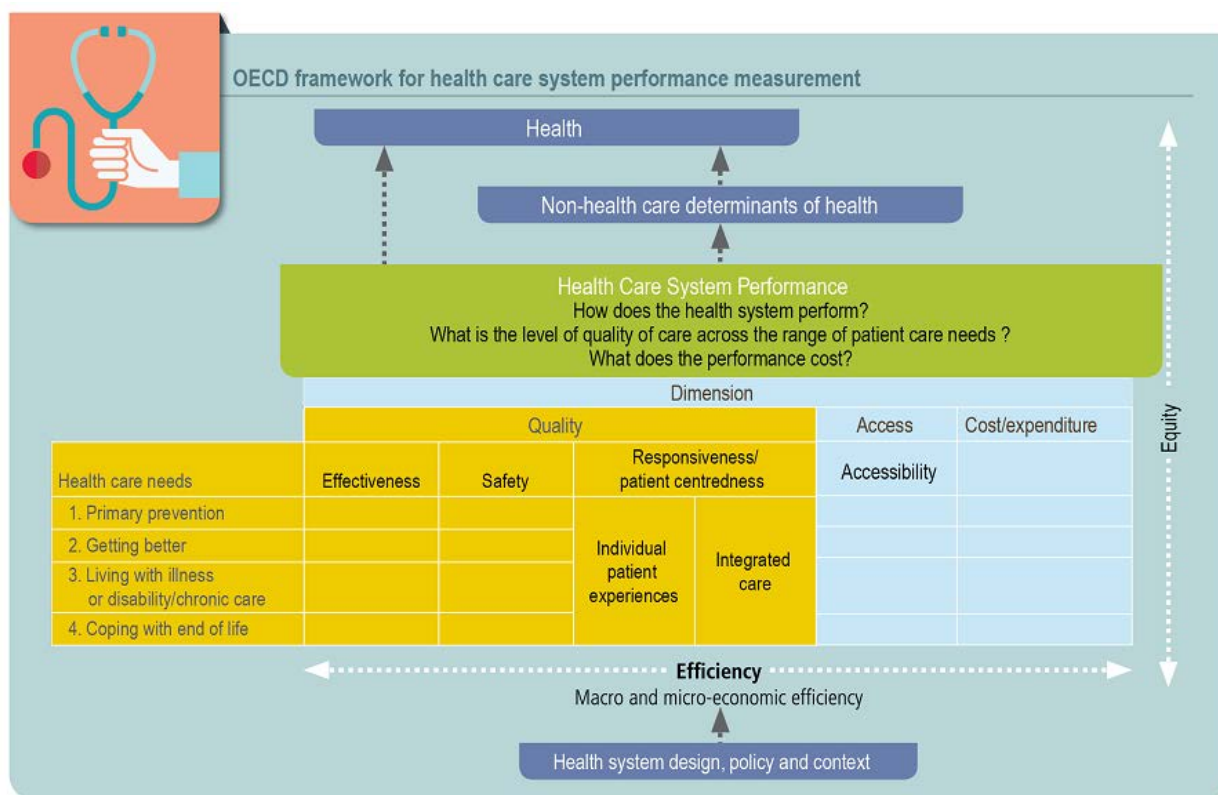 OECD framework for health care system performance measurement
Health
Non-health care determinants of health
Health Care System Performance
How does the health system perform?
What is the level of quality of care across the range of patient care needs ?
What does the performance cost?
Dimension
Quality
Access
Cost/expenditure
Health care needs
Effectiveness
Safety
Responsiveness/
patient centredness
Accessibility
1. Primary prevention
2. Getting better
3. Living with illness
or disability/chronic care
4. Coping with end of life
Individual
patient
experiences
Integrated
care
Equity
Efficiency
Macro and micro-economic efficiency
Health system design, policy and context